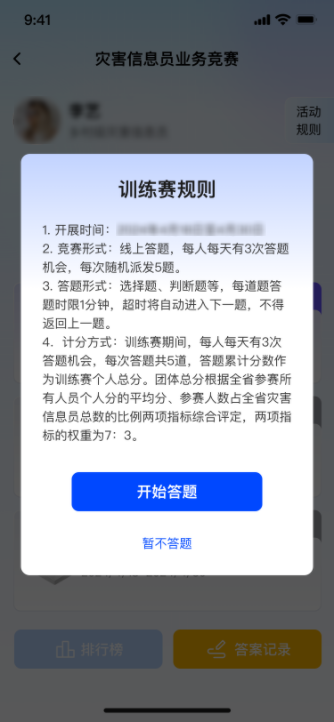 9:41
灾害信息员业务竞赛
活动
规则
训练赛规则
1. 开展时间：
2. 竞赛形式：线上答题，每人每天有3次答题
机会，每次随机派发5题。
3. 答题形式：选择题、判断题等，每道题答
题时限1分钟，超时将自动进入下一题，不得
返回上一题。
4. 计分方式：训练赛期间，每人每天有3次
答题机会，每次答题共5道，答题累计分数作
为训练赛个人总分。团体总分根据全省参赛所
有人员个人分的平均分、参赛人数占全省灾害
信息员总数的比例两项指标综合评定，两项指
标的权重为7：3。
开始答题
暂不答题
排行榜
答案记录